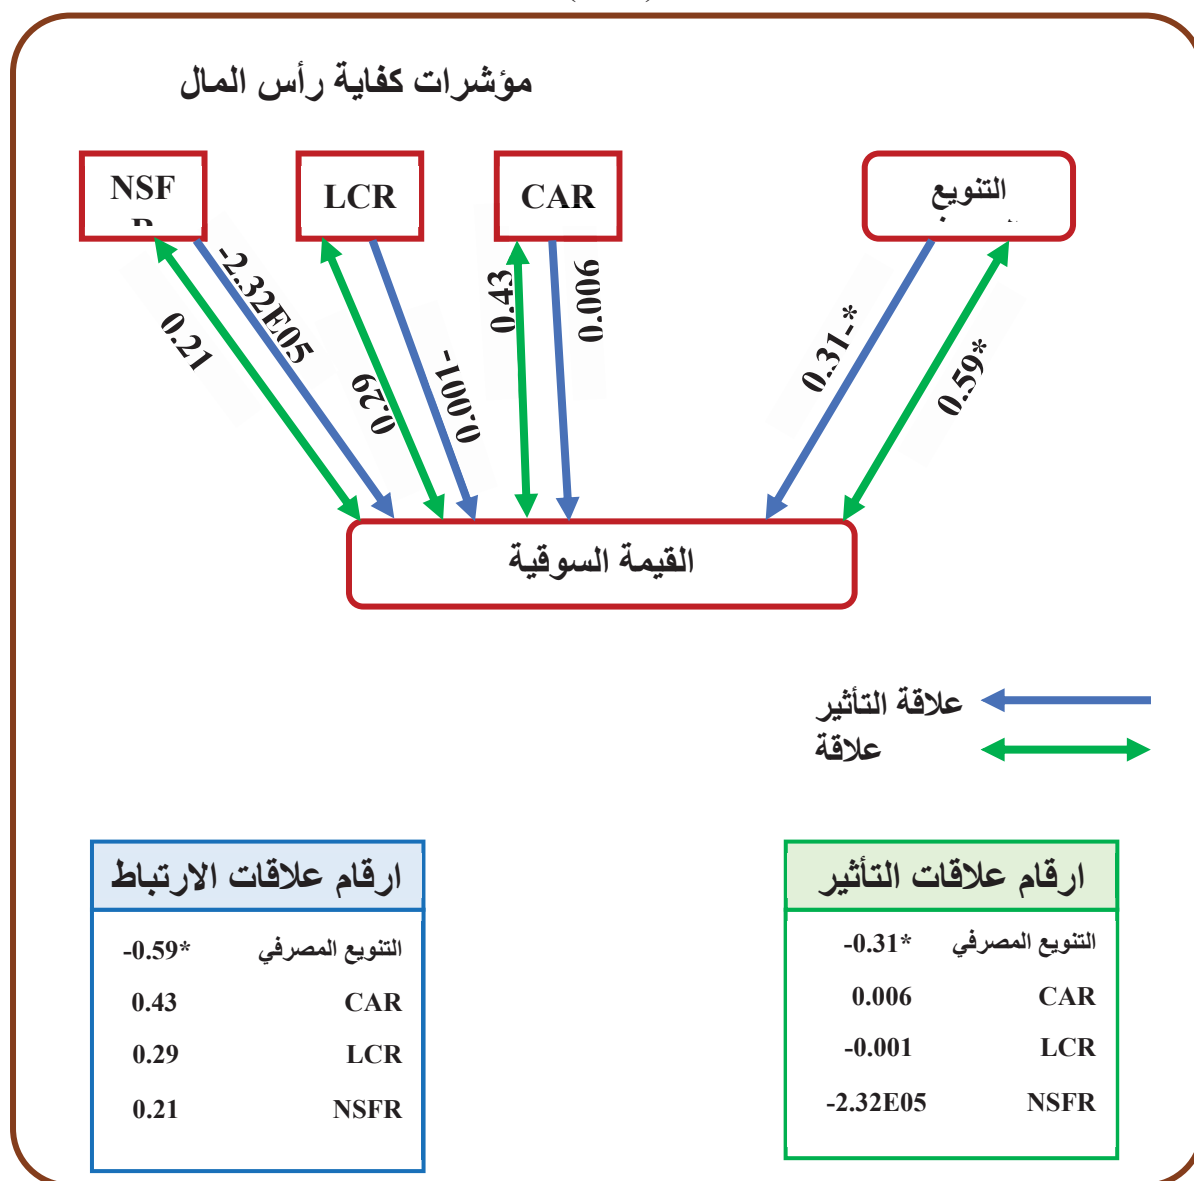 مؤشرات كفاية رأس المال
التنويع
CAR
LCR
NSF
0.59*
0.31-*
0.006
0.43
-0.001
0.29
-2.32E05
0.21
القيمة السوقية
علاقة التأثير
علاقة
ارقام علاقات التأثير
التنويع المصرفي -0.31*
CAR 0.006
LCR -0.001
NSFR -2.32E05
ارقام علاقات الارتباط
التنويع المصرفي -0.59*
CAR 0.43
LCR 0.29
NSFR 0.21